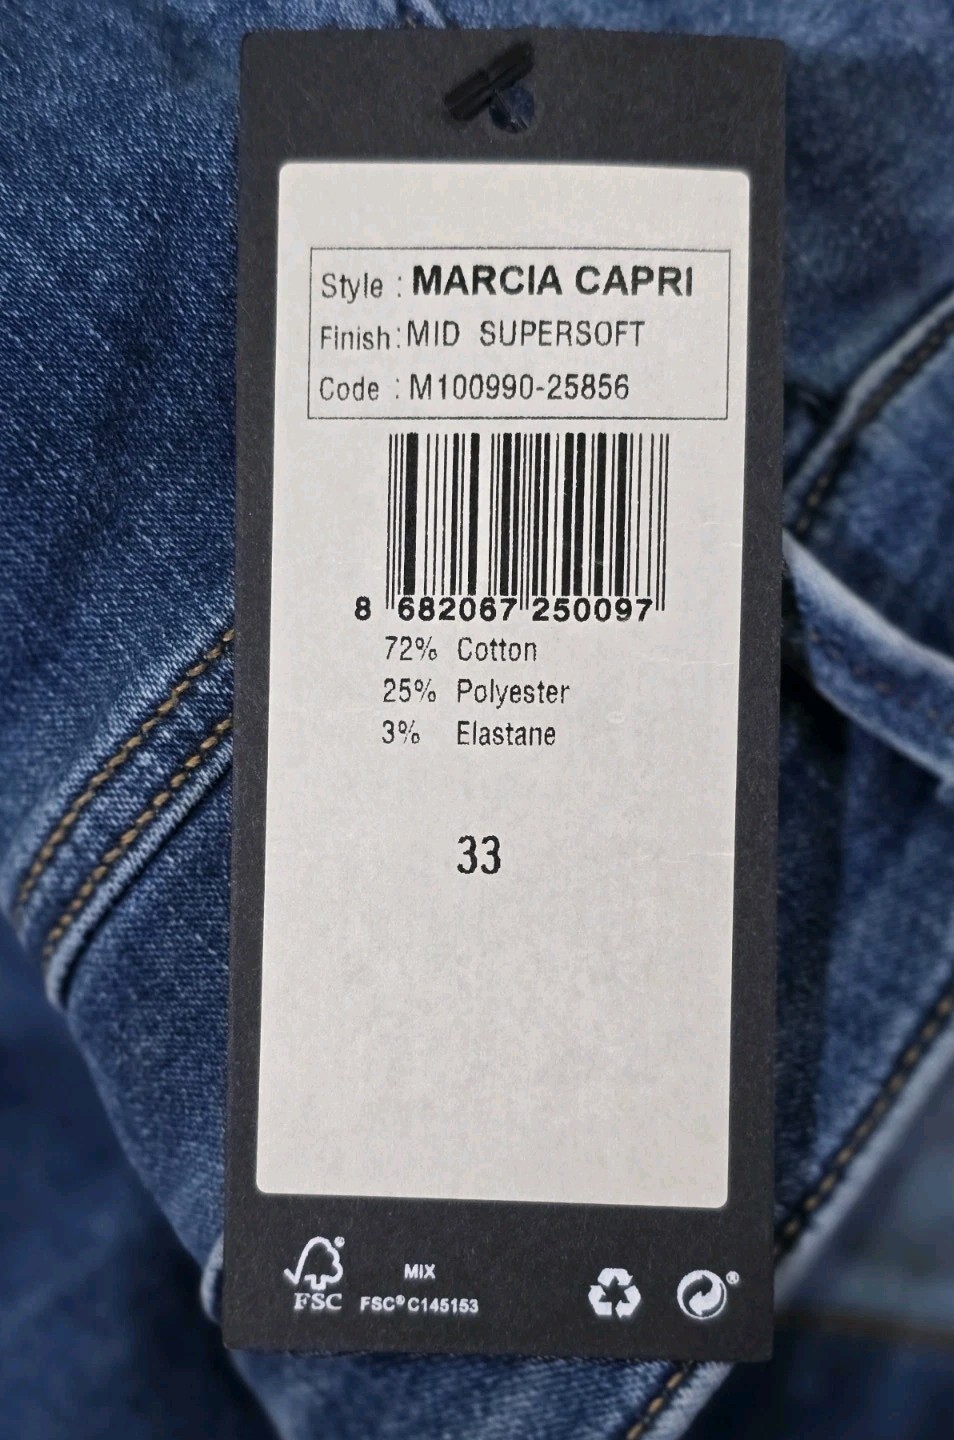 Style : MARCIA CAPRI
Finish: MID SUPERSOFT
Code : M100990-25856
8 682067 250097
72% Cotton
25% Polyester
3% Elastane
33
MIX
FSC® FSC® C145153 ®